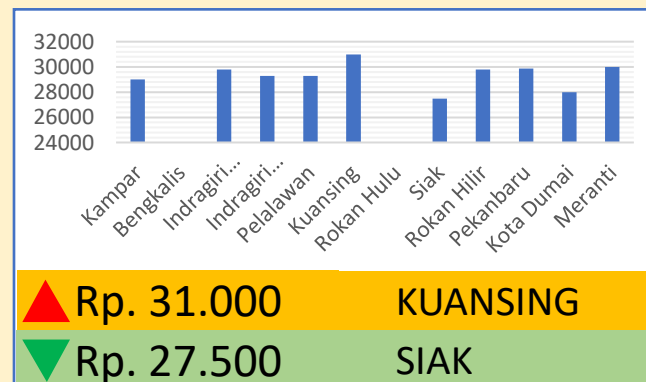 32000
30000
28000
26000
24000
Kampar
Bengkalis
Indragiri...
Indragiri...
Pelalawan
Kuansing
Rokan Hulu
Siak
Rokan Hilir
Pekanbaru
Kota Dumai
Meranti
Rp. 31.000 KUANSING
Rp. 27.500 SIAK